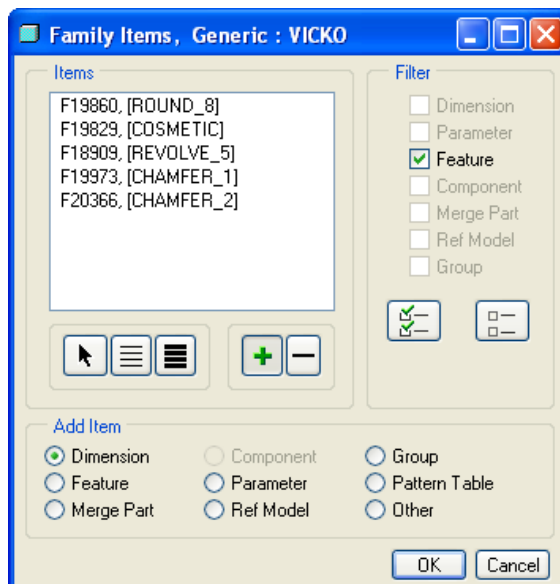 Family Items, Generic : VICKO
Items
F19860, [ROUND_8]
F19829, [COSMETIC]
F18909, [REVOLVE_5]
F19973, [CHAMFER_1]
F20366, [CHAMFER_2]
Filter
Dimension
Parameter
Feature
Component
Merge Part
Ref Model
Group
Add Item
Dimension Component Group
Feature Parameter Pattern Table
Merge Part Ref Model Other
OK Cancel